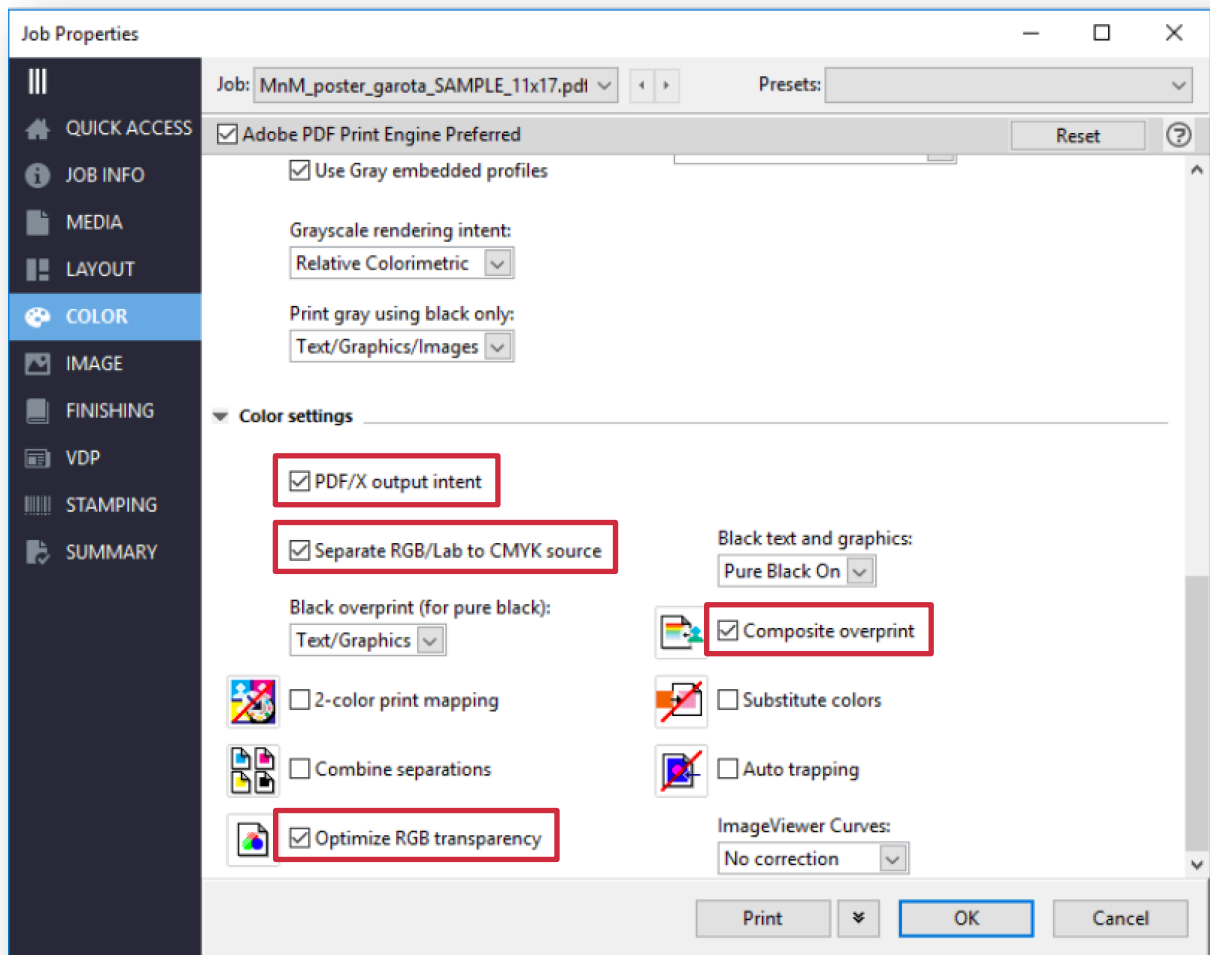 Job Properties
Job: MnM_poster_garota_SAMPLE_11x17.pdf
Presets:
QUICK ACCESS
JOB INFO
MEDIA
LAYOUT
COLOR
IMAGE
FINISHING
VDP
STAMPING
SUMMARY
Adobe PDF Print Engine Preferred
Reset
?
Use Gray embedded profiles
Grayscale rendering intent:
Relative Colorimetric
Print gray using black only:
Text/Graphics/Images
Color settings
PDF/X output intent
Separate RGB/Lab to CMYK source
Black text and graphics:
Pure Black On
Black overprint (for pure black):
Text/Graphics
Composite overprint
2-color print mapping
Substitute colors
Combine separations
Auto trapping
Optimize RGB transparency
ImageViewer Curves:
No correction
Print
OK
Cancel